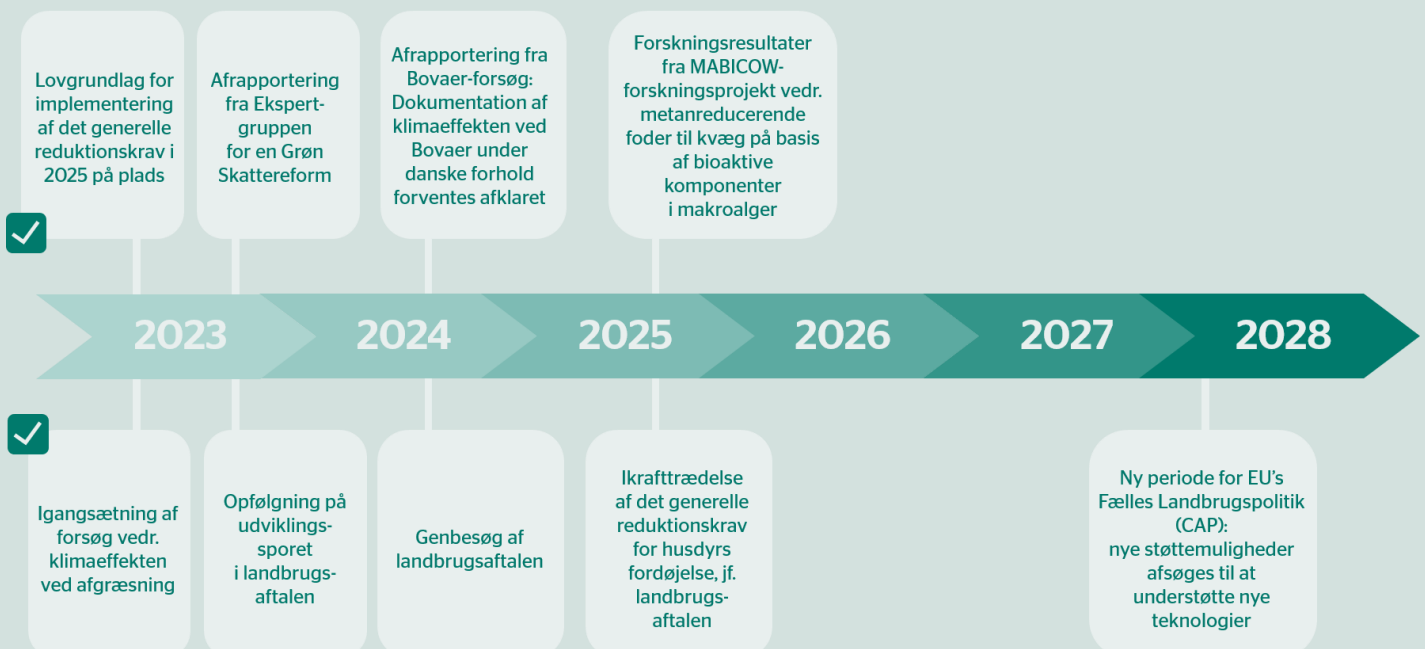 Lovgrundlag for
implementering
af det generelle
reduktionskrav i
2025 på plads
Afrapportering
fra Ekspert-
gruppen
for en Grøn
Skattereform
Afrapportering fra
Bovaer-forsøg:
Dokumentation af
klimaeffekten ved
Bovaer under
danske forhold
forventes afklaret
Forskningsresultater
fra MABICOW-
forskningsprojekt vedr.
metanreducerende
foder til kvæg på basis
af bioaktive
komponenter
i makroalger
2023
2024
2025
2026
2027
2028
Igangsætning af
forsøg vedr.
klimaeffekten
ved afgræsning
Opfølgning på
udviklings-
sporet
i landbrugs-
aftalen
Genbesøg af
landbrugsaftalen
Ikrafttrædelse
af det generelle
reduktionskrav
for husdyrs
fordøjelse, jf.
landbrugs-
aftalen
Ny periode for EU’s
Fælles Landbrugspolitik
(CAP):
nye støttemuligheder
afsøges til at
understøtte nye
teknologier